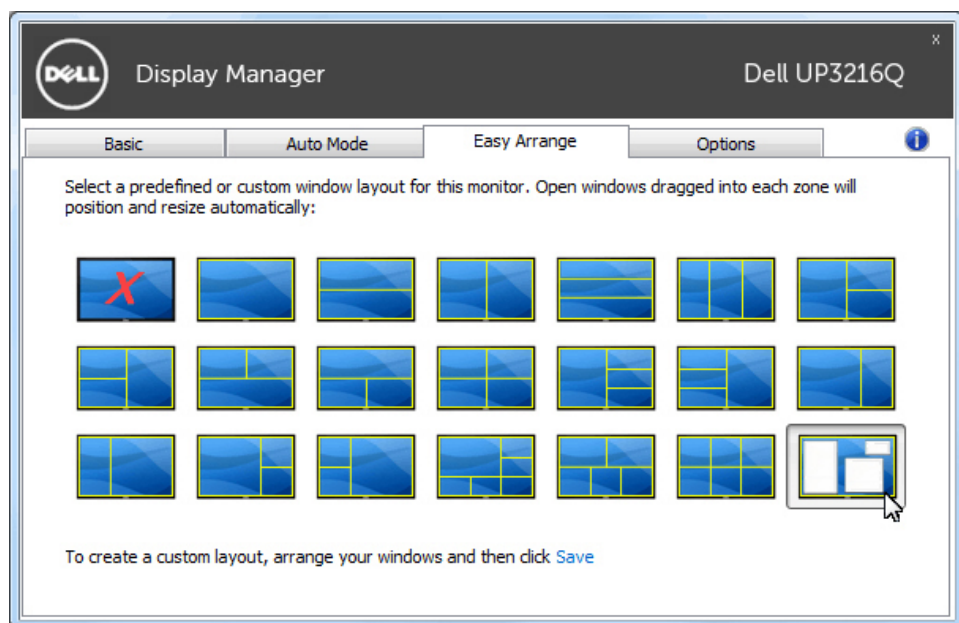 x
DELL
Display Manager
Dell UP3216Q
Basic
Auto Mode
Easy Arrange
Options
Select a predefined or custom window layout for this monitor. Open windows dragged into each zone will
position and resize automatically:
X
To create a custom layout, arrange your windows and then click Save